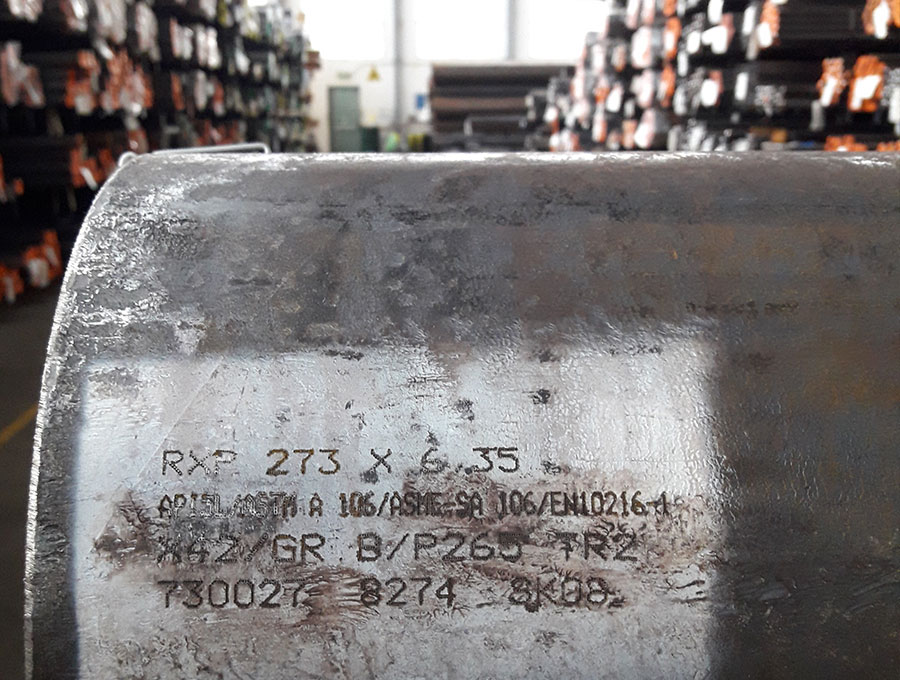 RXP 273 X 6.35
API5L/ASTM A 106/ASME-SA 106/EN10216-1
X42/GR B/P265 TR2
730027 8274 8K08